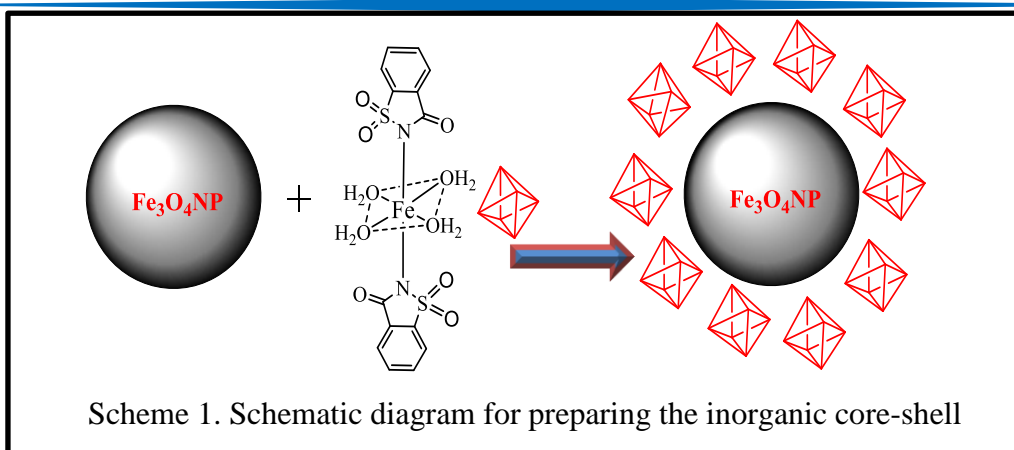 O
S
O
N
O
Fe₃O₄NP
+
H₂O
OH₂
Fe
H₂O
OH₂
Fe₃O₄NP
O
N
S
O
O
Scheme 1. Schematic diagram for preparing the inorganic core-shell